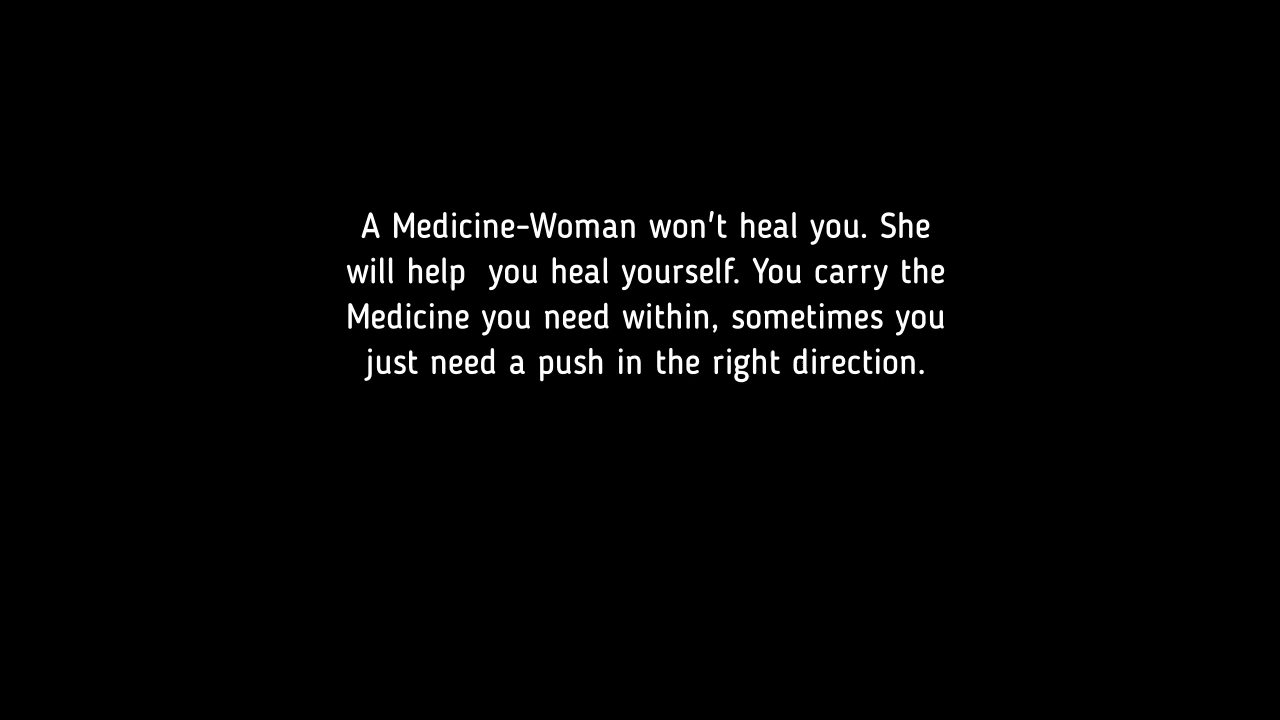 A Medicine-Woman won't heal you. She
will help  you heal yourself. You carry the
Medicine you need within, sometimes you
just need a push in the right direction.